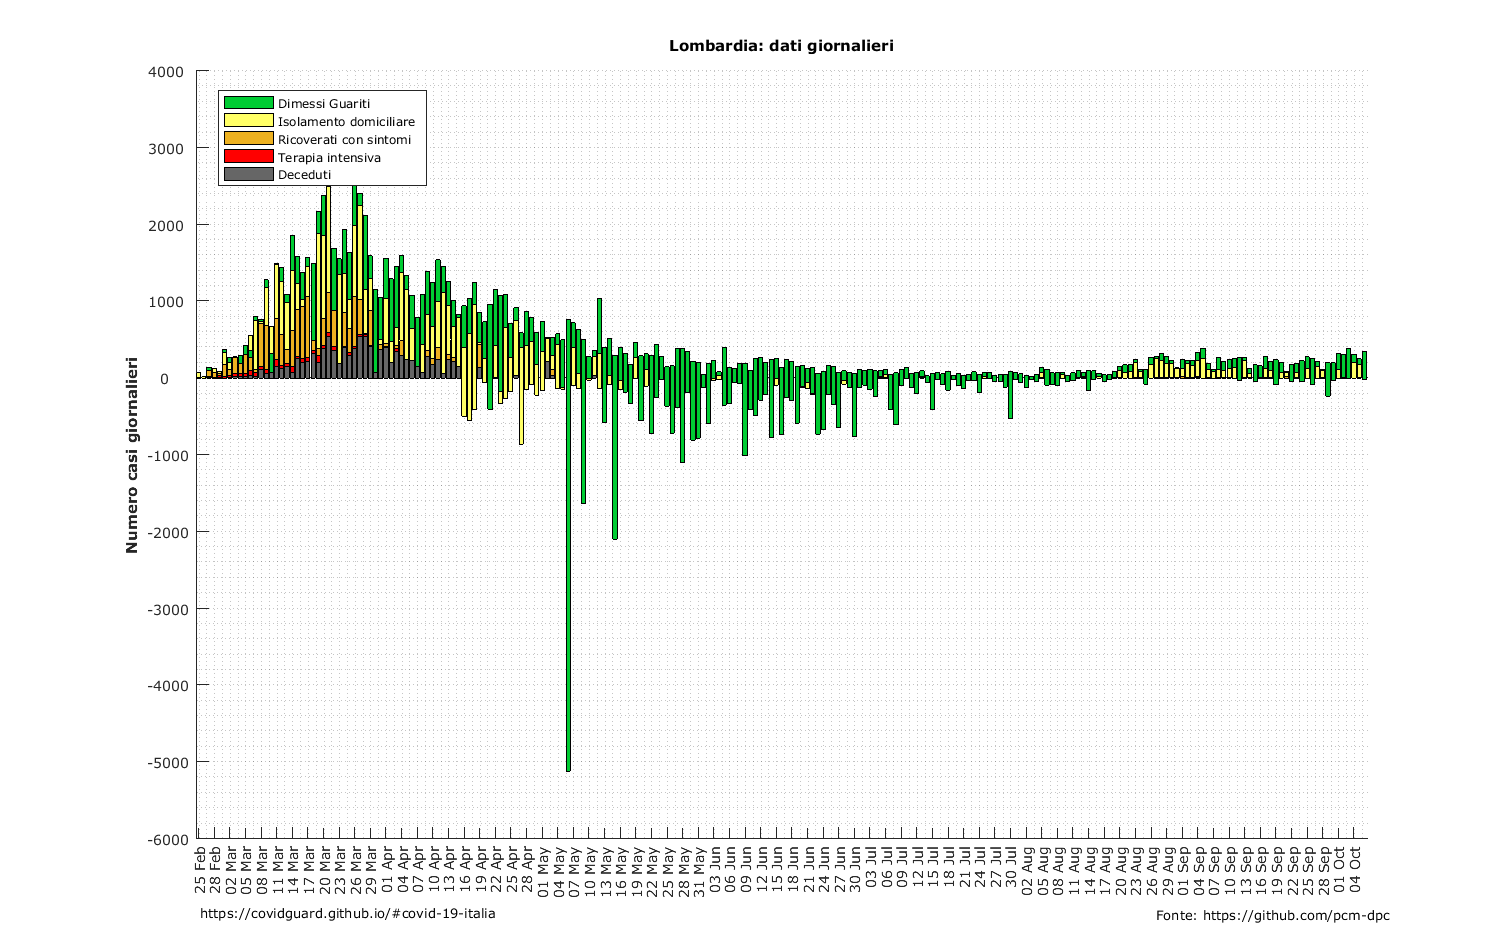 Lombardia: dati giornalieri
4000
3000
2000
1000
0
-1000
-2000
-3000
-4000
-5000
-6000
Numero casi giornalieri
Dimessi Guariti
Isolamento domiciliare
Ricoverati con sintomi
Terapia intensiva
Deceduti
25 Feb
28 Feb
02 Mar
05 Mar
08 Mar
11 Mar
14 Mar
17 Mar
20 Mar
23 Mar
26 Mar
29 Mar
01 Apr
04 Apr
07 Apr
10 Apr
13 Apr
16 Apr
19 Apr
22 Apr
25 Apr
28 Apr
01 May
04 May
07 May
10 May
13 May
16 May
19 May
22 May
25 May
28 May
31 May
03 Jun
06 Jun
09 Jun
12 Jun
15 Jun
18 Jun
21 Jun
24 Jun
27 Jun
30 Jun
03 Jul
06 Jul
09 Jul
12 Jul
15 Jul
18 Jul
21 Jul
24 Jul
27 Jul
30 Jul
02 Aug
05 Aug
08 Aug
11 Aug
14 Aug
17 Aug
20 Aug
23 Aug
26 Aug
29 Aug
01 Sep
04 Sep
07 Sep
10 Sep
13 Sep
16 Sep
19 Sep
22 Sep
25 Sep
28 Sep
01 Oct
04 Oct
https://covidguard.github.io/#covid-19-italia
Fonte: https://github.com/pcm-dpc